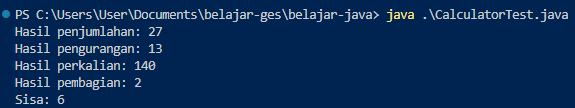 PS C:\Users\User\Documents\belajar-ges\belajar-java> java .\CalculatorTest.java
Hasil penjumlahan: 27
Hasil pengurangan: 13
Hasil perkalian: 140
Hasil pembagian: 2
Sisa: 6